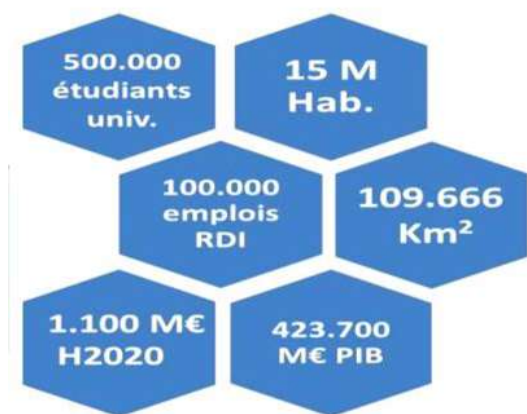 500.000
étudiants
univ.
15 M
Hab.
100.000
emplois
RDI
109.666
Km²
1.100 M€
H2020
423.700
M€ PIB